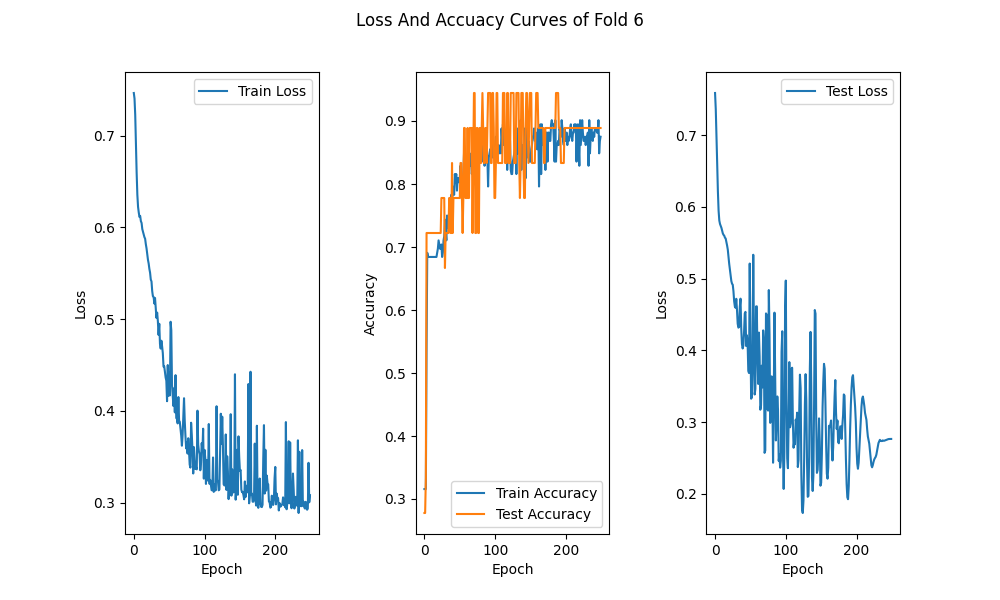 Loss And Accuacy Curves of Fold 6
Train Loss
0.7
0.6
0.5
0.4
0.3
0
100
200
Loss
Epoch
0.9
0.8
0.7
0.6
0.5
0.4
0.3
0
100
200
Accuracy
Epoch
Train Accuracy
Test Accuracy
Test Loss
0.7
0.6
0.5
0.4
0.3
0.2
0
100
200
Loss
Epoch